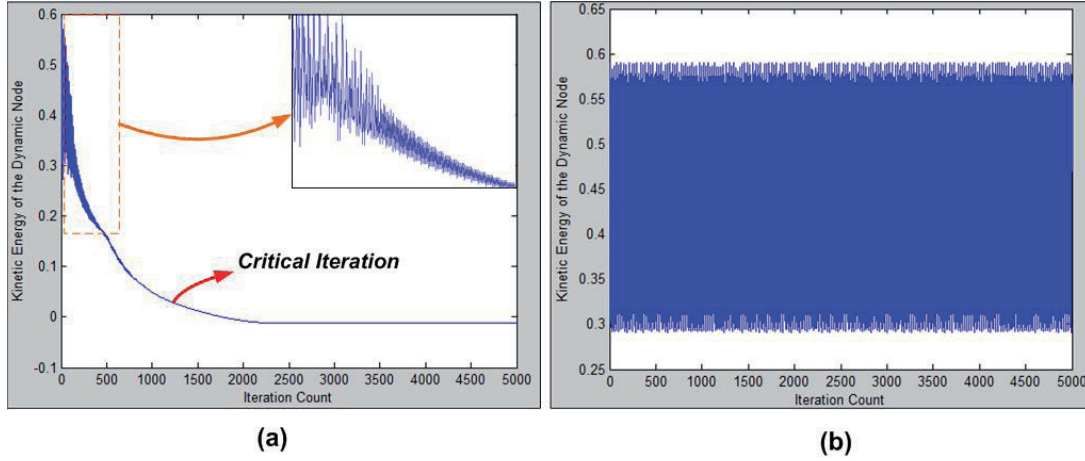 0.6
0.5
0.4
0.3
0.2
0.1
0
-0.1
Kinetic Energy of the Dynamic Node
Critical Iteration
0 500 1000 1500 2000 2500 3000 3500 4000 4500 5000
Iteration Count
(a)
0.65
0.6
0.55
0.5
0.45
0.4
0.35
0.3
0.25
Kinetic Energy of the Dynamic Node
0 500 1000 1500 2000 2500 3000 3500 4000 4500 5000
Iteration Count
(b)